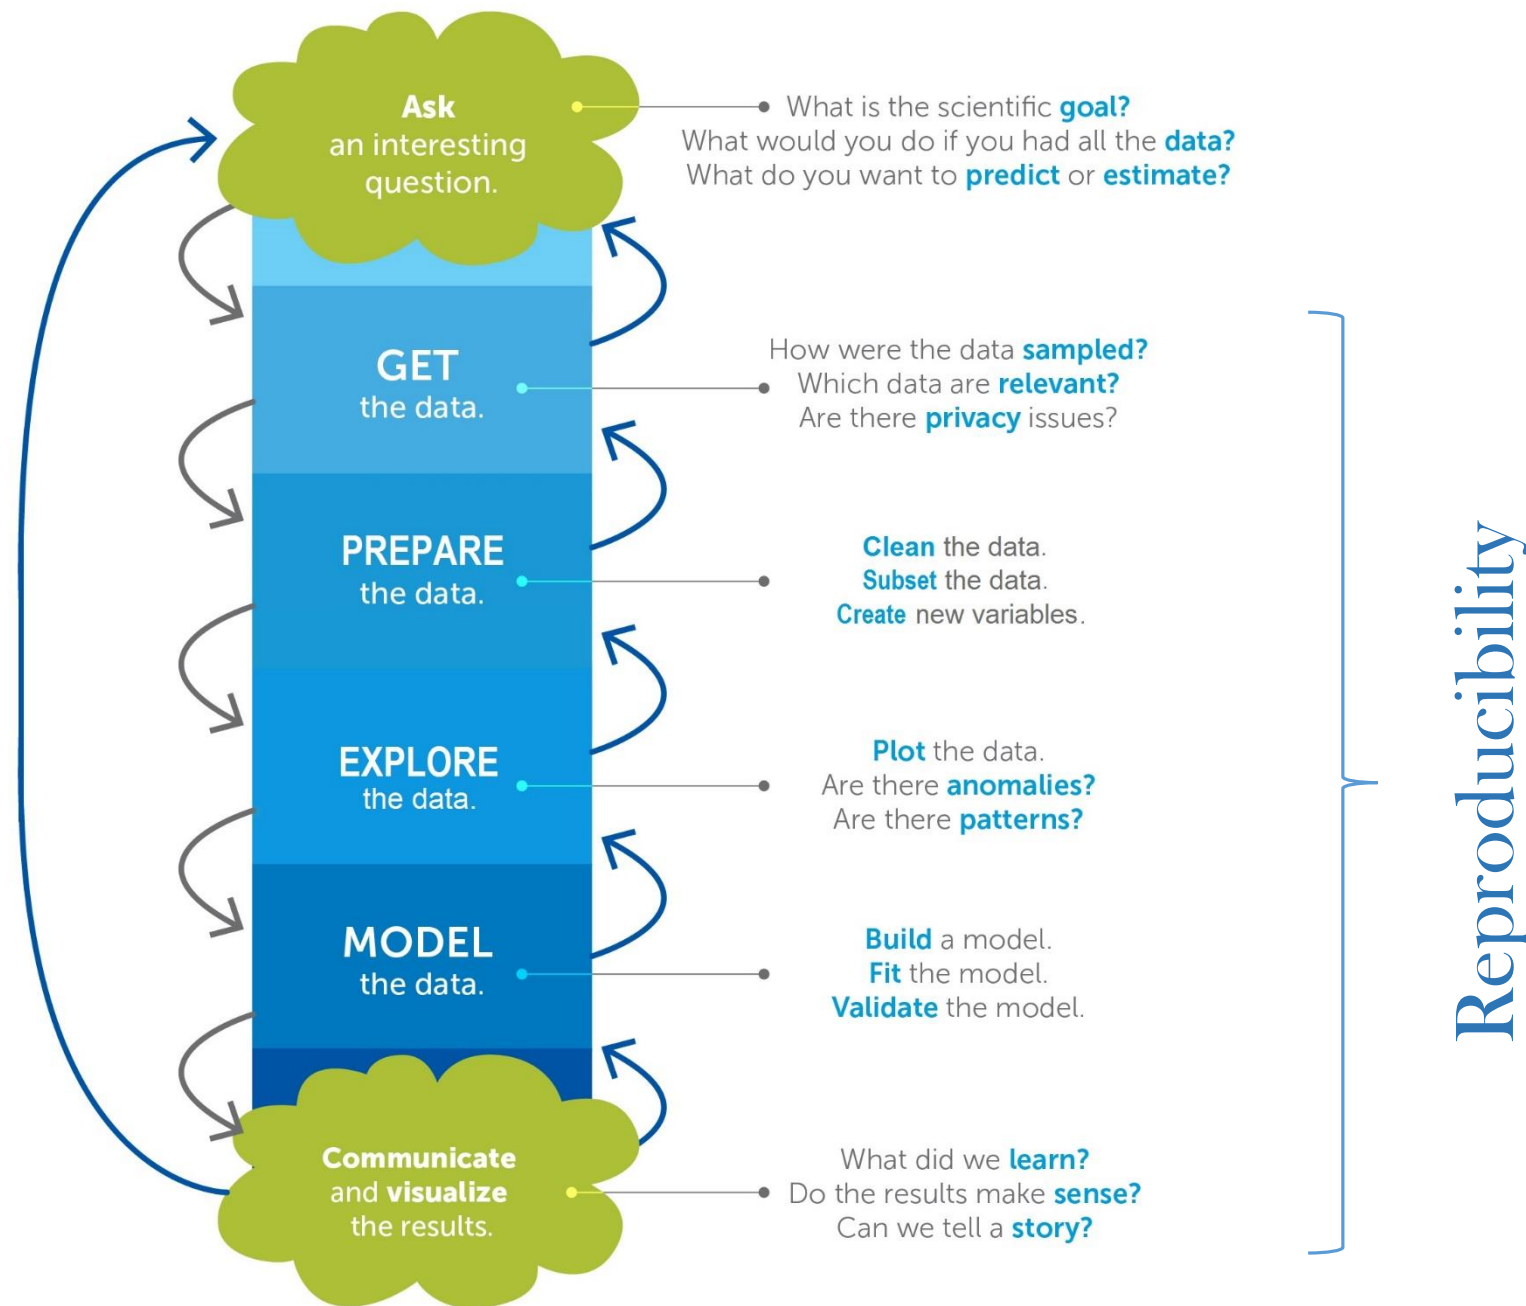 Ask
an interesting
question.
What is the scientific goal?
What would you do if you had all the data?
What do you want to predict or estimate?
GET
the data.
How were the data sampled?
Which data are relevant?
Are there privacy issues?
PREPARE
the data.
Clean the data.
Subset the data.
Create new variables.
EXPLORE
the data.
Plot the data.
Are there anomalies?
Are there patterns?
MODEL
the data.
Build a model.
Fit the model.
Validate the model.
Communicate
and visualize
the results.
What did we learn?
Do the results make sense?
Can we tell a story?
Reproducibility